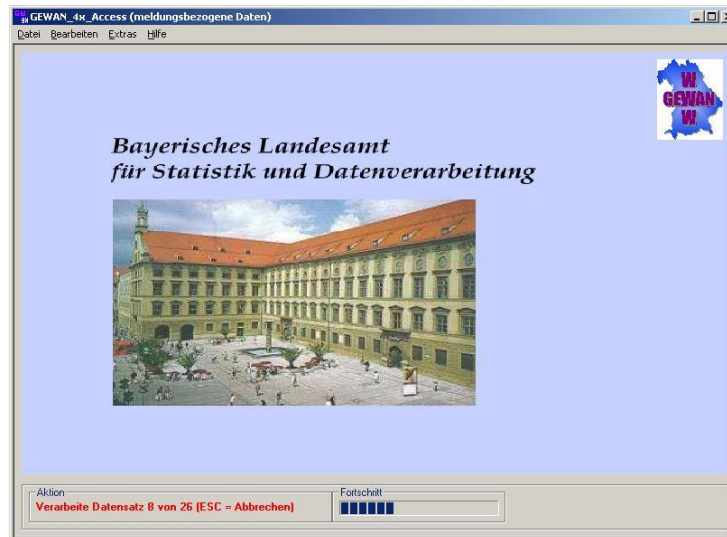 GEWAN_4x_Access (meldungsbezogene Daten)
Datei Bearbeiten Extras Hilfe
W
GEWAN
W
Bayerisches Landesamt
für Statistik und Datenverarbeitung
Aktion
Verarbeite Datensatz 8 von 26 (ESC = Abbrechen)
Fortschritt